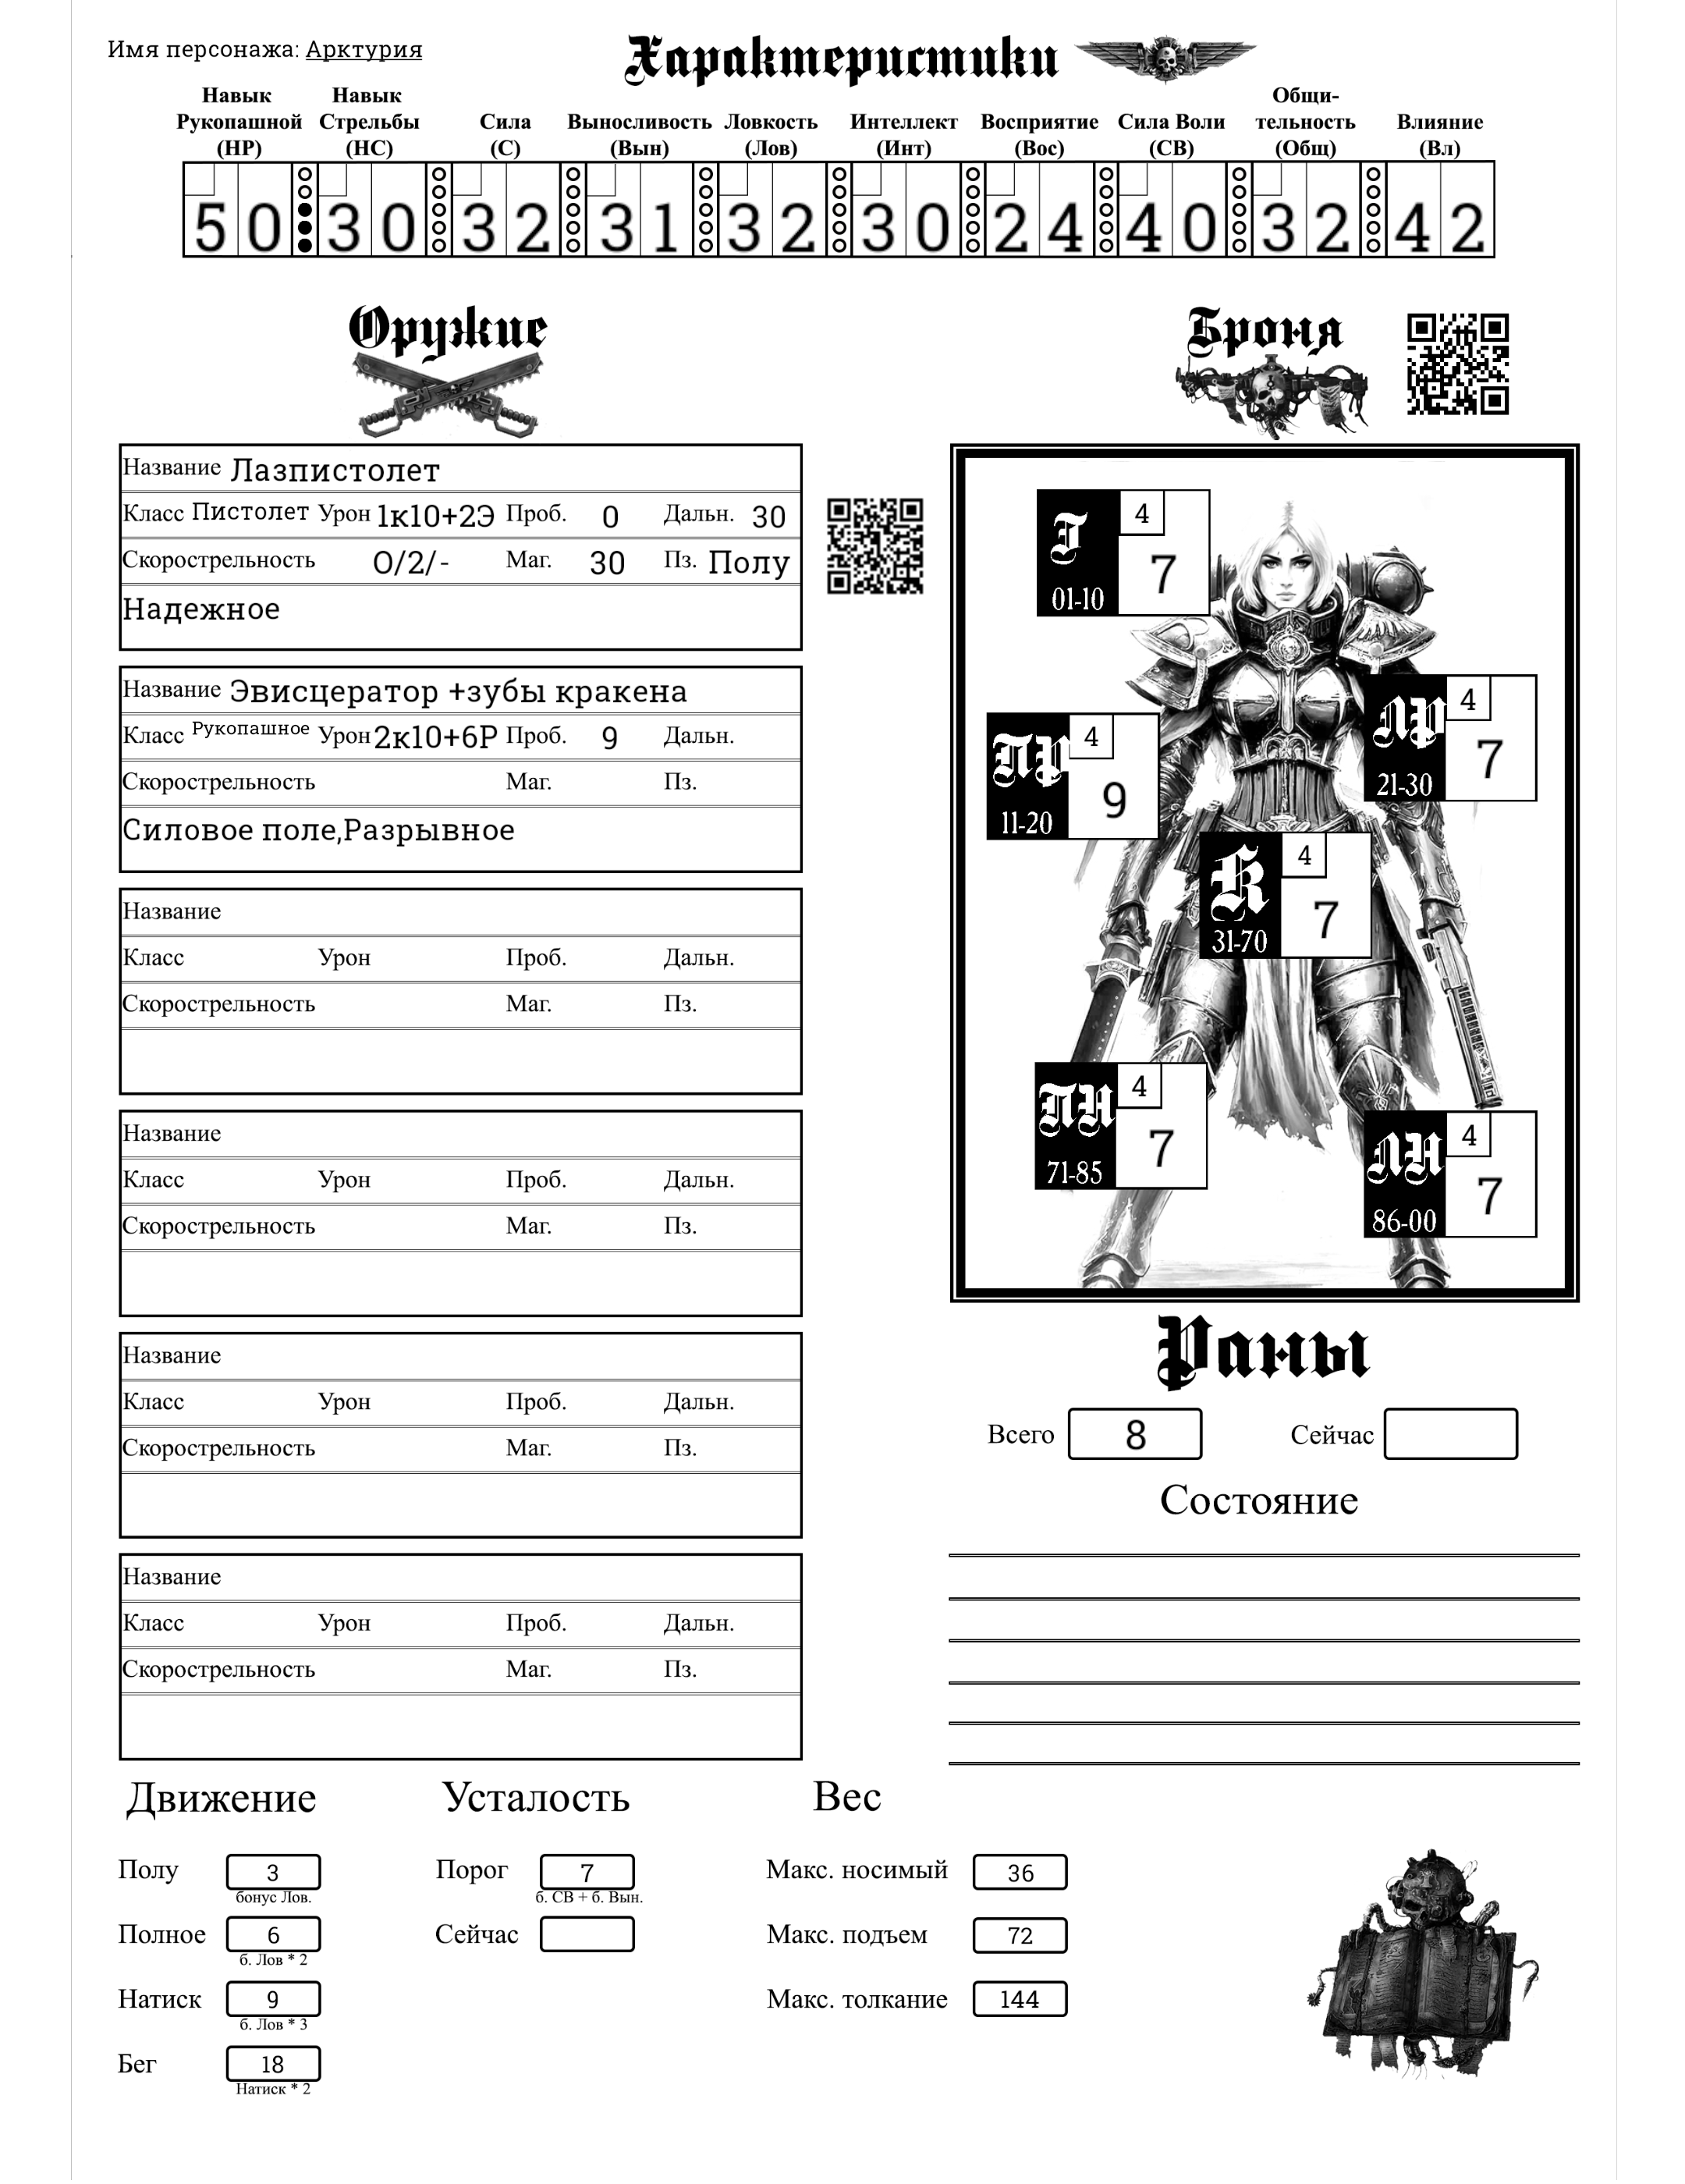 Имя персонажа: Арктурия
Характеристики
Навык Рукопашной (НР)
Навык Стрельбы (НС)
Сила (С)
Выносливость (Вын)
Ловкость (Лов)
Интеллект (Инт)
Восприятие (Вос)
Сила Воли (СВ)
Общи-тельность (Общ)
Влияние (Вл)
50 30 32 31 32 30 24 40 32 42
Оружие
Название Лазпистолет
Класс Пистолет Урон 1к10+2Э Проб. 0 Дальн. 30
Скорострельность О/2/- Маг. 30 Пз. Полу
Надежное
Название Эвисцератор +зубы кракена
Класс Рукопашное Урон 2к10+6Р Проб. 9 Дальн.
Скорострельность Маг. Пз.
Силовое поле,Разрывное
Название
Класс Урон Проб. Дальн.
Скорострельность Маг. Пз.
Название
Класс Урон Проб. Дальн.
Скорострельность Маг. Пз.
Название
Класс Урон Проб. Дальн.
Скорострельность Маг. Пз.
Название
Класс Урон Проб. Дальн.
Скорострельность Маг. Пз.
Броня
Г 4
01-10 7
ЛР 4
21-30 7
ПР 4
11-20 9
К 4
31-70 7
ПН 4
71-85 7
ЛН 4
86-00 7
Раны
Всего 8 Сейчас
Состояние
Движение
Полу 3
бонус Лов.
Полное 6
б. Лов * 2
Натиск 9
б. Лов * 3
Бег 18
Натиск * 2
Усталость
Порог 7
б. СВ + б. Вын.
Сейчас
Вес
Макс. носимый 36
Макс. подъем 72
Макс. толкание 144